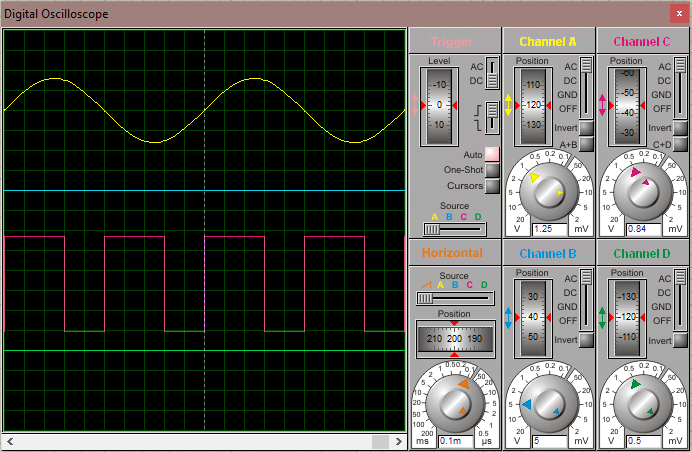 Digital Oscilloscope x
Trigger
Level
AC
DC
-10
0
10
Auto
One-Shot
Cursors
Source
A B C D
Channel A
Position
AC
DC
GND
OFF
110
120
130
Invert
A+B
1 0.5 0.2 0.1
2 50
5 20
10 10
20 5
2
V 1.25 mV
Channel C
Position
AC
DC
GND
OFF
-60
-50
-40
-30
Invert
C+D
1 0.5 0.2 0.1
2 50
5 20
10 10
20 5
2
V 0.84 mV
Horizontal
Source
A B C D
Position
210 200 190
1 0.5 0.2 0.1
2 50
5 20
10 10
20 5
50 2
100 1
200 0.5
ms 0.1m µs
Channel B
Position
AC
DC
GND
OFF
30
40
50
Invert
1 0.5 0.2 0.1
2 50
5 20
10 10
20 5
2
V 5 mV
Channel D
Position
AC
DC
GND
OFF
-130
-120
-110
Invert
1 0.5 0.2 0.1
2 50
5 20
10 10
20 5
2
V 0.5 mV